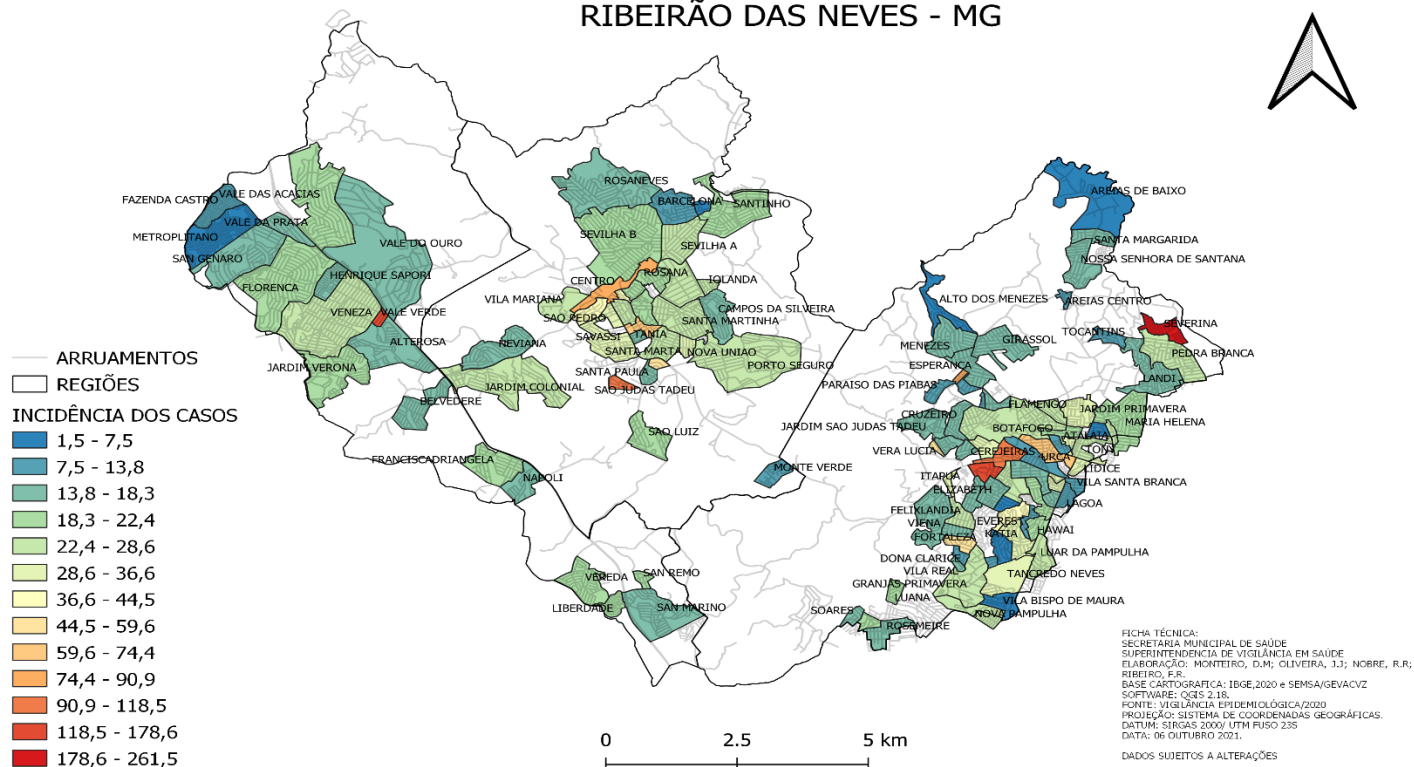 RIBEIRÃO DAS NEVES - MG
ROSANEVES
AREIAS DE BAIXO
VALE DAS ACACIAS
FAZENDA CASTRO
BARCELONA
SANTINHO
VALE DA PRATA
METROPLITANO
SEVILHA B
SANTA MARGARIDA
VALE DO OURO
SEVILHA A
SAN GENARO
NOSSA SENHORA DE SANTANA
HENRIQUE SAPORI
ROSANA
CENTRO
IOLANDA
FLORENCA
VILA MARIANA
ALTO DOS MENEZES
AREIAS CENTRO
CAMPOS DA SILVEIRA
VENEZA
VALE VERDE
SAO PEDRO
SANTA MARTINHA
SEVERINA
TOCANTINS
TANIA
SAVASSI
ALTEROSA
NEVIANA
GIRASSOL
MENEZES
SANTA MARTA
NOVA UNIAO
PEDRA BRANCA
ARRUAMENTOS
JARDIM VERONA
SANTA PAULA
PORTO SEGURO
ESPERANÇA
LANDI
REGIÕES
JARDIM COLONIAL
SAO JUDAS TADEU
PARAISO DAS PIABAS
BELVEDERE
FLAMENGO
JARDIM PRIMAVERA
INCIDÊNCIA DOS CASOS
CRUZEIRO
MARIA HELENA
SAO LUIZ
JARDIM SAO JUDAS TADEU
BOTAFOGO
ATALAIA
1,5 - 7,5
VERA LUCIA
CEREJEIRAS
URCA
TONY
FRANCISCADRIANGELA
LIDICE
7,5 - 13,8
NAPOLI
MONTE VERDE
ITAPUA
VILA SANTA BRANCA
13,8 - 18,3
ELIZABETH
LAGOA
18,3 - 22,4
FELIXLANDIA
VIENA
EVEREST
KATIA
HAWAI
22,4 - 28,6
FORTALEZA
LUAR DA PAMPULHA
DONA CLARICE
28,6 - 36,6
VEREDA
SAN REMO
VILA REAL
TANCREDO NEVES
GRANJAS PRIMAVERA
36,6 - 44,5
LUANA
LIBERDADE
SAN MARINO
SOARES
VILA BISPO DE MAURA
NOVA PAMPULHA
44,5 - 59,6
ROSEMEIRE
59,6 - 74,4
74,4 - 90,9
90,9 - 118,5
118,5 - 178,6
178,6 - 261,5
0 2.5 5 km
FICHA TÉCNICA:
SECRETARIA MUNICIPAL DE SAÚDE
SUPERINTENDENCIA DE VIGILÂNCIA EM SAÚDE
ELABORAÇÃO: MONTEIRO, D.M; OLIVEIRA, J.J; NOBRE, R.R;
RIBEIRO, F.R.
BASE CARTOGRAFICA: IBGE,2020 e SEMSA/GEVACVZ
SOFTWARE: QGIS 2.18.
FONTE: VIGILÂNCIA EPIDEMIOLÓGICA/2020
PROJEÇÃO: SISTEMA DE COORDENADAS GEOGRÁFICAS.
DATUM: SIRGAS 2000/ UTM FUSO 23S
DATA: 06 OUTUBRO 2021.
DADOS SUJEITOS A ALTERAÇÕES